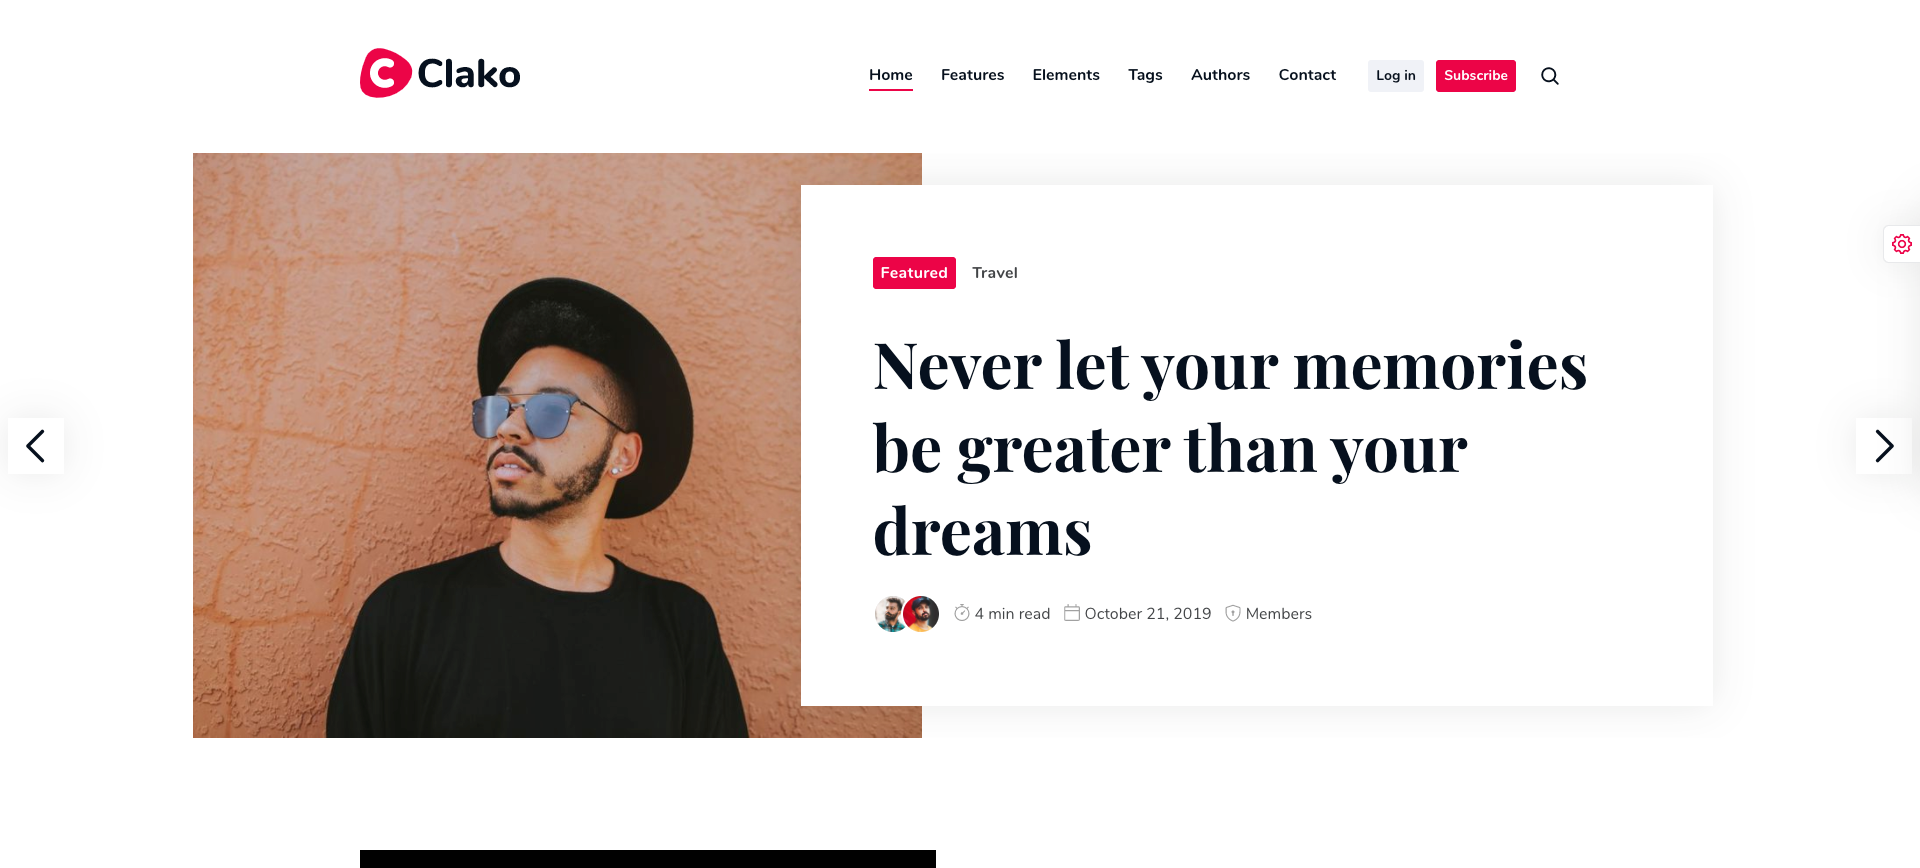 Clako
Home Features Elements Tags Authors Contact Log in Subscribe
Featured Travel
Never let your memories
be greater than your
dreams
4 min read October 21, 2019 Members